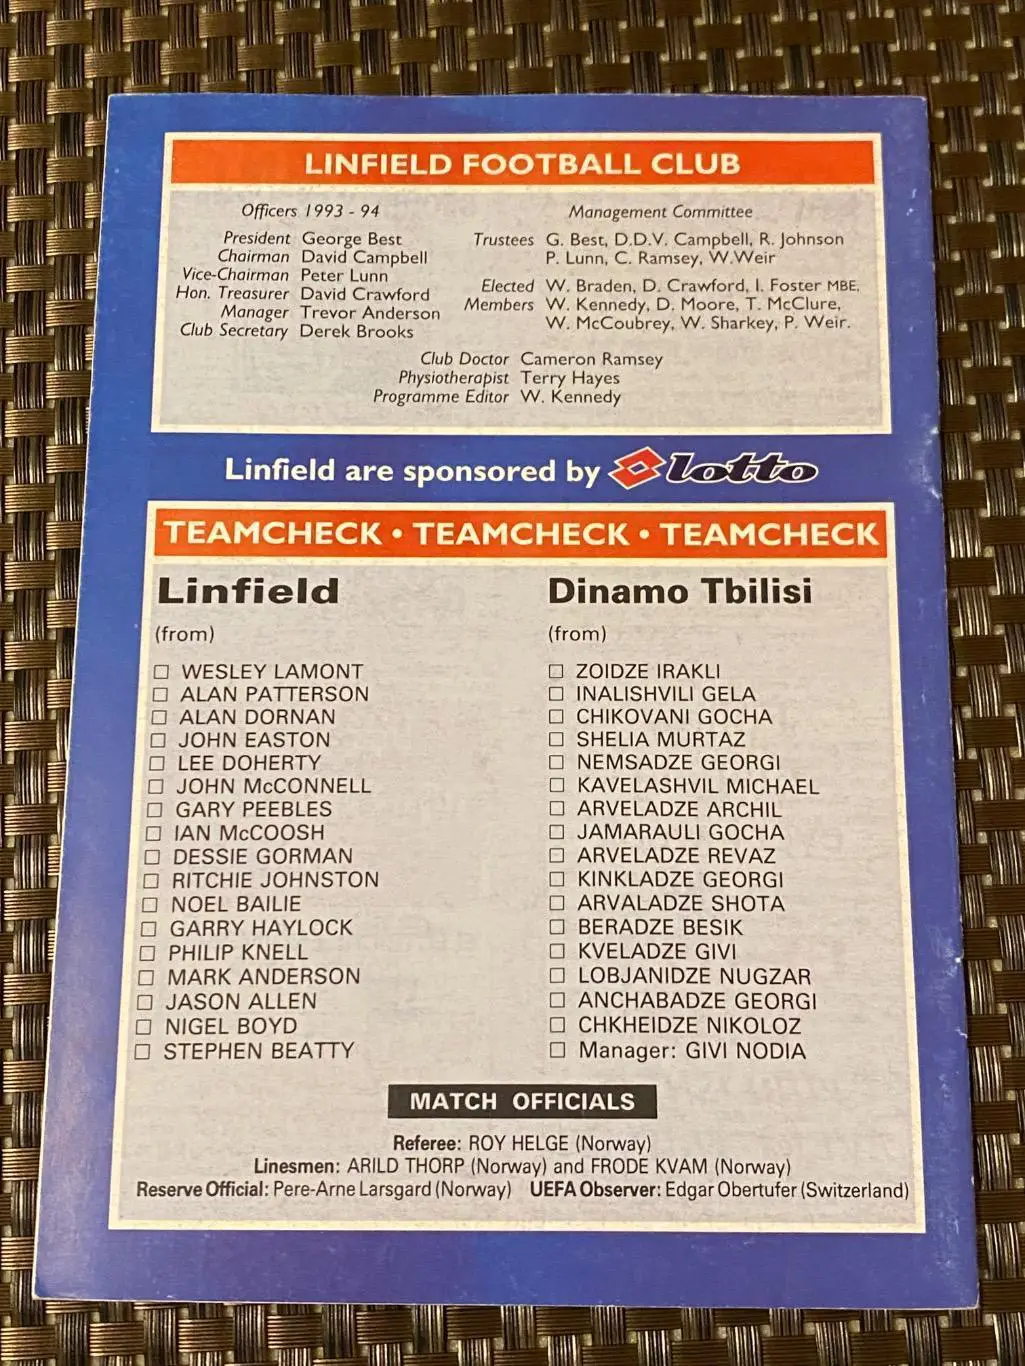 LINFIELD FOOTBALL CLUB
Officers 1993 - 94
President George Best
Chairman David Campbell
Vice-Chairman Peter Lunn
Hon. Treasurer David Crawford
Manager Trevor Anderson
Club Secretary Derek Brooks
Management Committee
Trustees G. Best, D.D.V. Campbell, R. Johnson
P. Lunn, C. Ramsey, W.Weir
Elected W. Braden, D. Crawford, I. Foster MBE,
Members W. Kennedy, D. Moore, T. McClure,
W. McCoubrey, W. Sharkey, P. Weir.
Club Doctor Cameron Ramsey
Physiotherapist Terry Hayes
Programme Editor W. Kennedy
Linfield are sponsored by lotto
TEAMCHECK • TEAMCHECK • TEAMCHECK
Linfield
(from)
WESLEY LAMONT
ALAN PATTERSON
ALAN DORNAN
JOHN EASTON
LEE DOHERTY
JOHN McCONNELL
GARY PEEBLES
IAN McCOOSH
DESSIE GORMAN
RITCHIE JOHNSTON
NOEL BAILIE
GARRY HAYLOCK
PHILIP KNELL
MARK ANDERSON
JASON ALLEN
NIGEL BOYD
STEPHEN BEATTY
Dinamo Tbilisi
(from)
ZOIDZE IRAKLI
INALISHVILI GELA
CHIKOVANI GOCHA
SHELIA MURTAZ
NEMSADZE GEORGI
KAVELASHVIL MICHAEL
ARVELADZE ARCHIL
JAMARAULI GOCHA
ARVELADZE REVAZ
KINKLADZE GEORGI
ARVALADZE SHOTA
BERADZE BESIK
KVELADZE GIVI
LOBJANIDZE NUGZAR
ANCHABADZE GEORGI
CHKHEIDZE NIKOLOZ
Manager: GIVI NODIA
MATCH OFFICIALS
Referee: ROY HELGE (Norway)
Linesmen: ARILD THORP (Norway) and FRODE KVAM (Norway)
Reserve Official: Pere-Arne Larsgard (Norway) UEFA Observer: Edgar Obertufer (Switzerland)